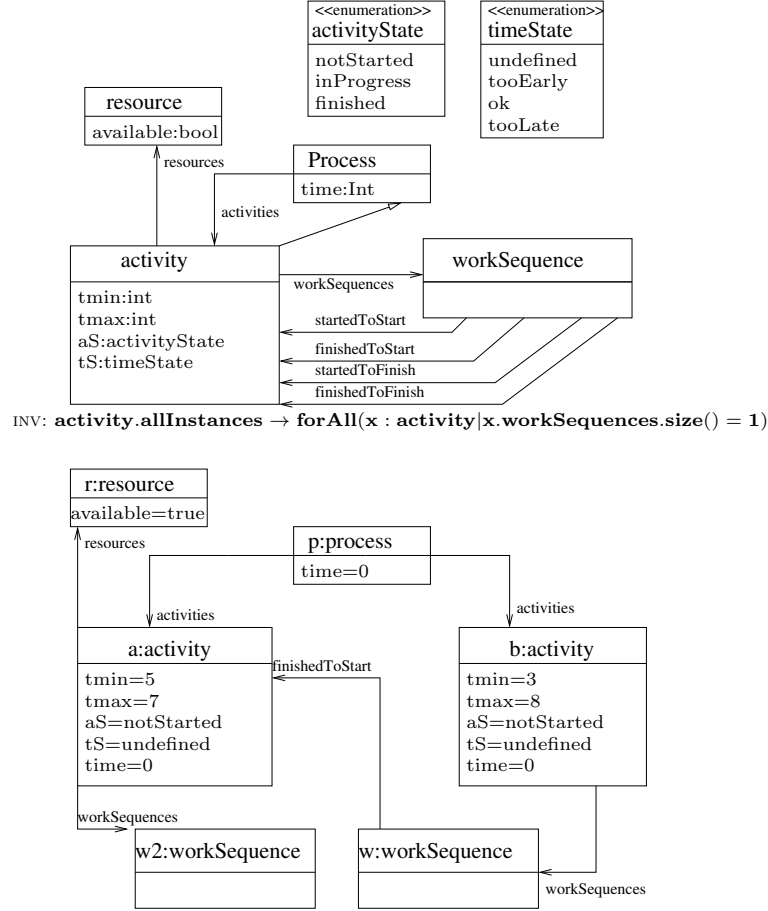 <<enumeration>>
activityState
notStarted
inProgress
finished
<<enumeration>>
timeState
undefined
tooEarly
ok
tooLate
resource
available:bool
resources
Process
time:Int
activities
activity
tmin:int
tmax:int
aS:activityState
tS:timeState
workSequences
workSequence
startedToStart
finishedToStart
startedToFinish
finishedToFinish
INV: activity.allInstances → forAll(x : activity|x.workSequences.size() = 1)
r:resource
available=true
resources
p:process
time=0
activities
activities
a:activity
tmin=5
tmax=7
aS=notStarted
tS=undefined
time=0
finishedToStart
b:activity
tmin=3
tmax=8
aS=notStarted
tS=undefined
time=0
workSequences
w2:workSequence
w:workSequence
workSequences